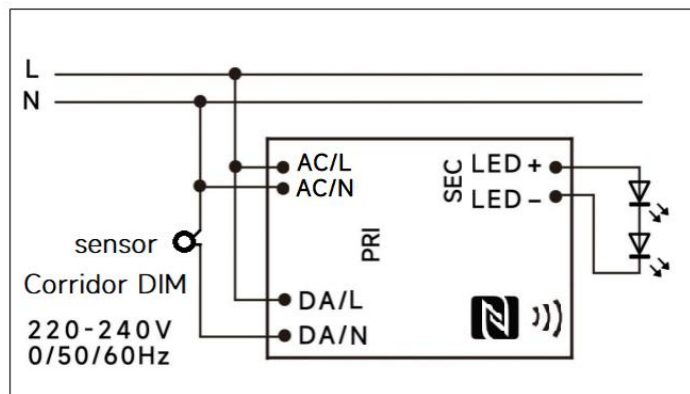 L
N
AC/L
AC/N
SEC
LED +
LED −
PRI
sensor
Corridor DIM
220-240V
0/50/60Hz
DA/L
DA/N